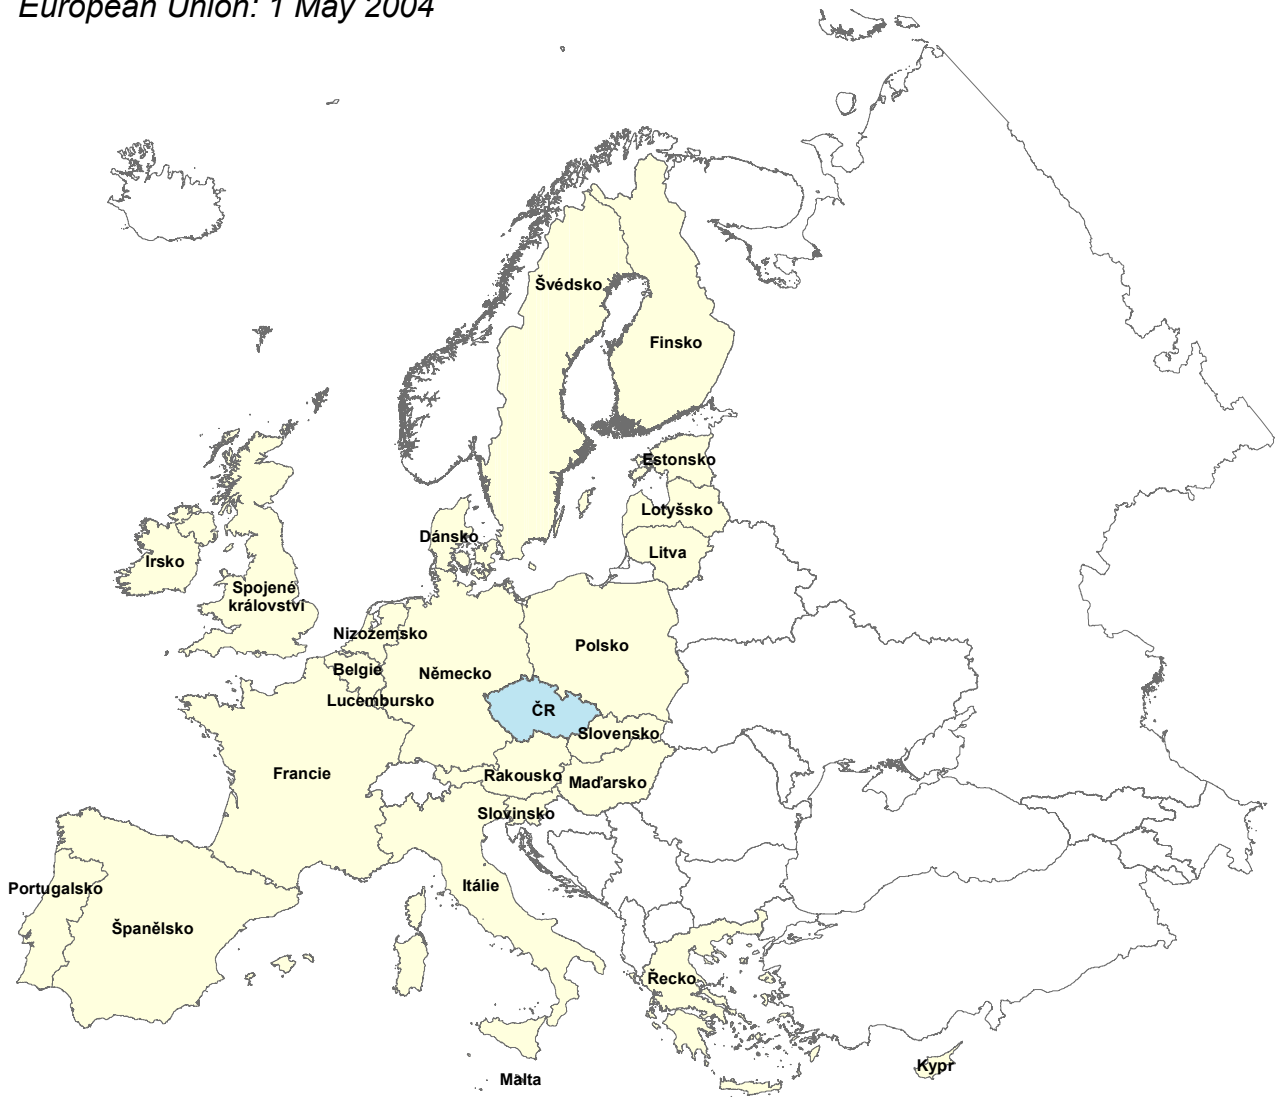 European Union: 1 May 2004
Švédsko
Finsko
Estonsko
Lotyšsko
Litva
Dánsko
Irsko
Spojené
království
Nizozemsko
Belgie
Lucembursko
Německo
Polsko
ČR
Slovensko
Francie
Rakousko
Maďarsko
Slovinsko
Itálie
Portugalsko
Španělsko
Řecko
Malta
Kypr